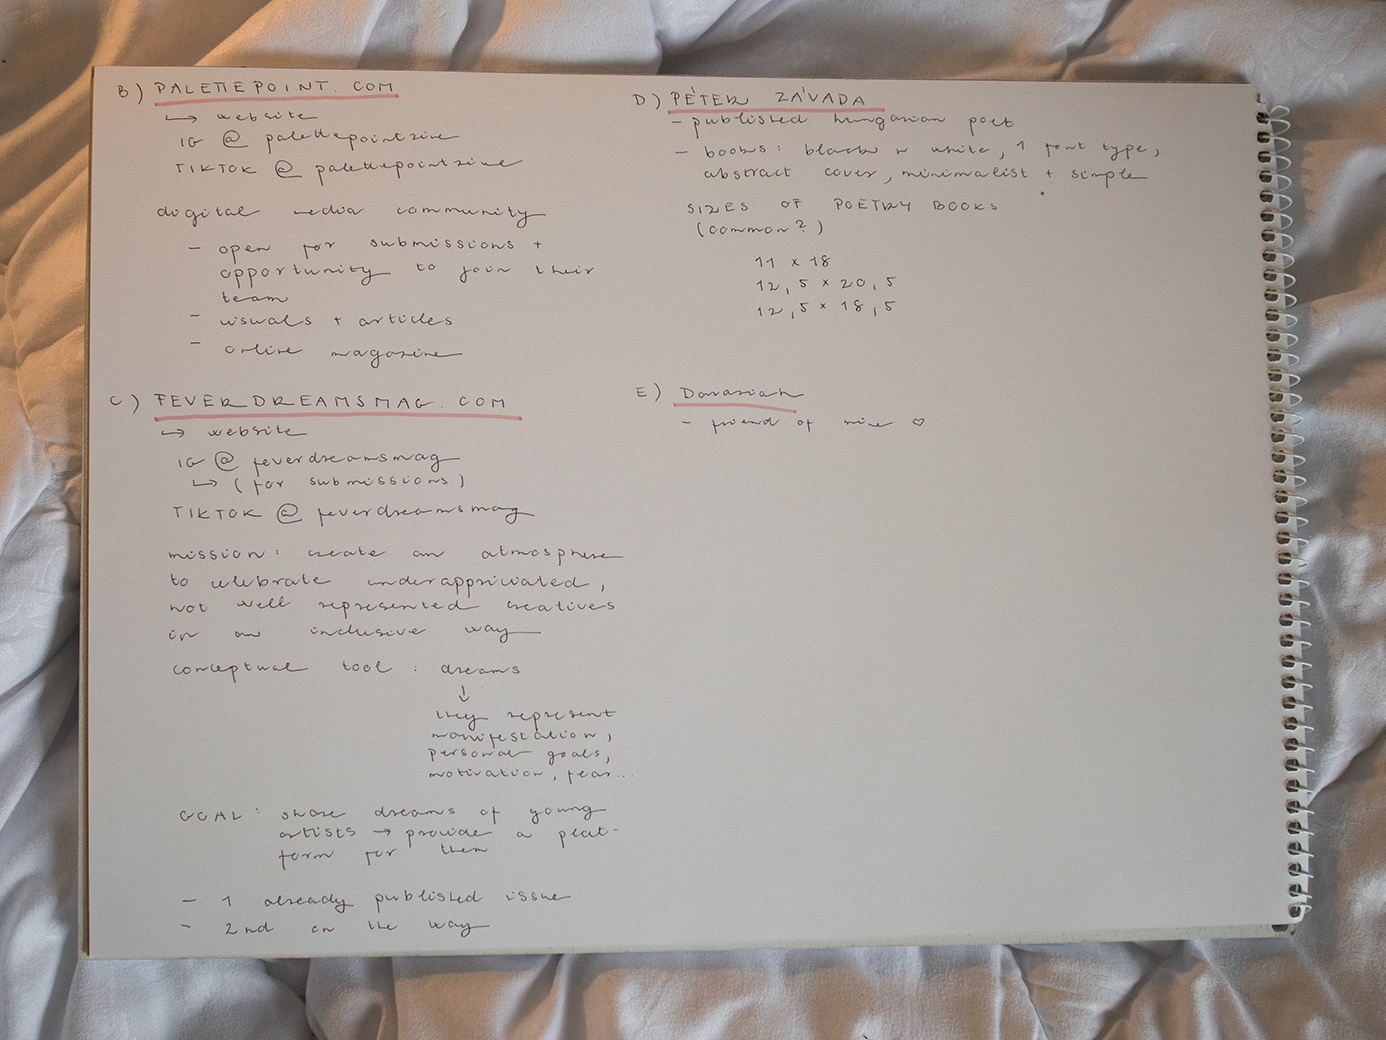 B) PALETTEPOINT.COM
↳ website
IG @ palettepointzine
TIKTOK @ palettepointzine
digital media community
- open for submissions +
opportunity to join their
team
- visuals + articles
- online magazine
C) FEVERDREAMSMAG.COM
↳ website
IG @ feverdreamsmag
↳ (for submissions)
TIKTOK @ feverdreamsmag
mission: create an atmosphere
to celebrate underappriciated,
not well represented creatives
in an inclusive way
conceptual tool: dreams
↓
they represent
manifestation,
personal goals,
motivation, fear...
GOAL: share dreams of young
artists → provide a plat-
form for them
- 1 already published issue
- 2nd on the way
D) PÉTER ZÁVADA
- published hungarian poet
- books: black n white, 1 font type,
abstract cover, minimalist + simple
SIZES OF POETRY BOOKS
(common?)
11 x 18
12,5 x 20,5
12,5 x 18,5
E)
- friend of mine ♡